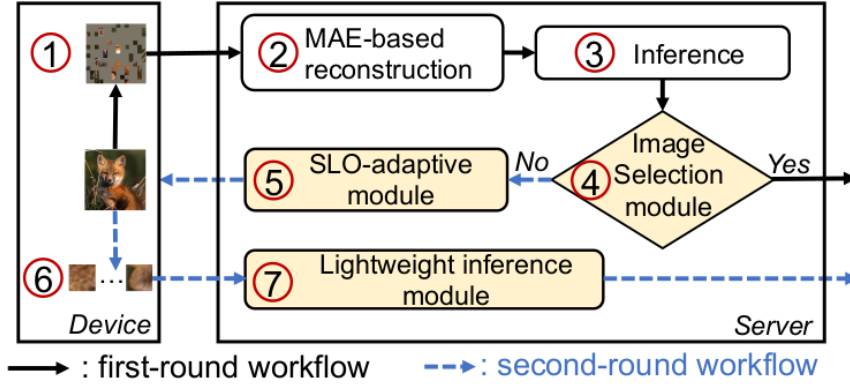 ①
② MAE-based
reconstruction
③ Inference
Image
Selection
④
module
Yes
No
⑤ SLO-adaptive
module
⑥
...
⑦ Lightweight inference
module
Device
Server
: first-round workflow
: second-round workflow